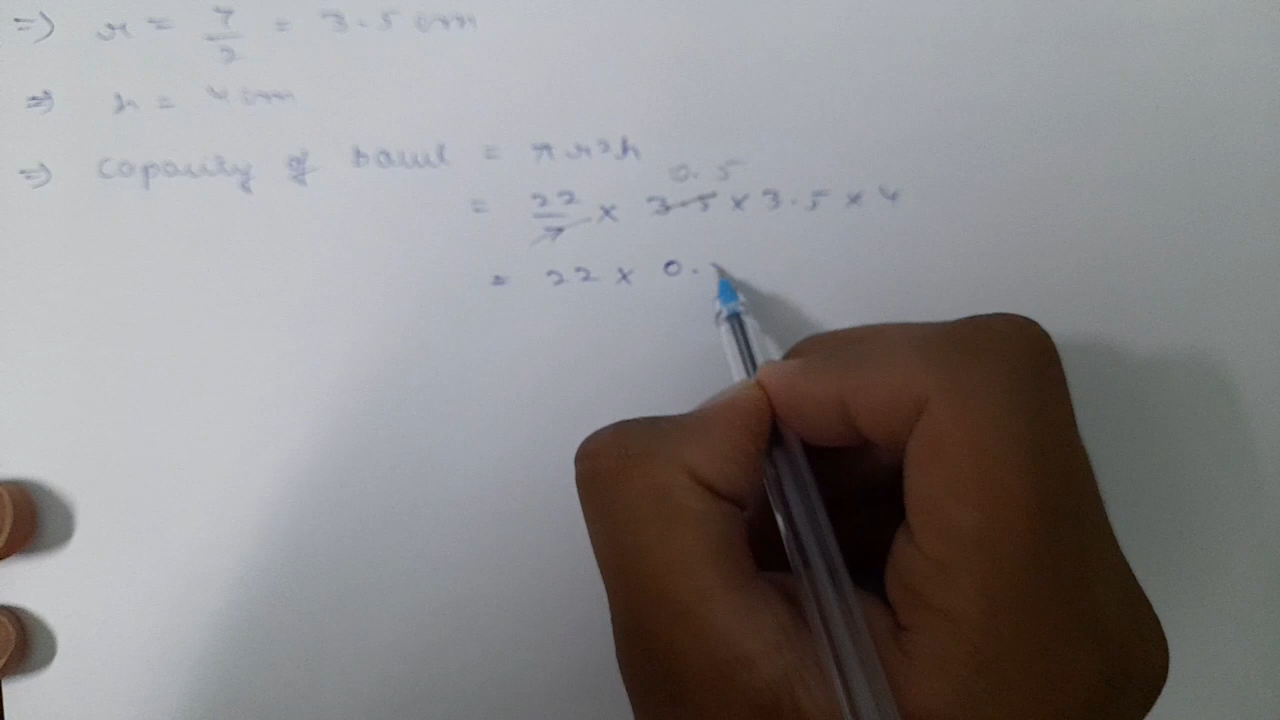 => r = 7/2 = 3.5 cm
=> h = 4 cm
=> Capacity of bowl = πr²h
0.5
= 22/7 x 3.5 x 3.5 x 4
= 22 x 0.